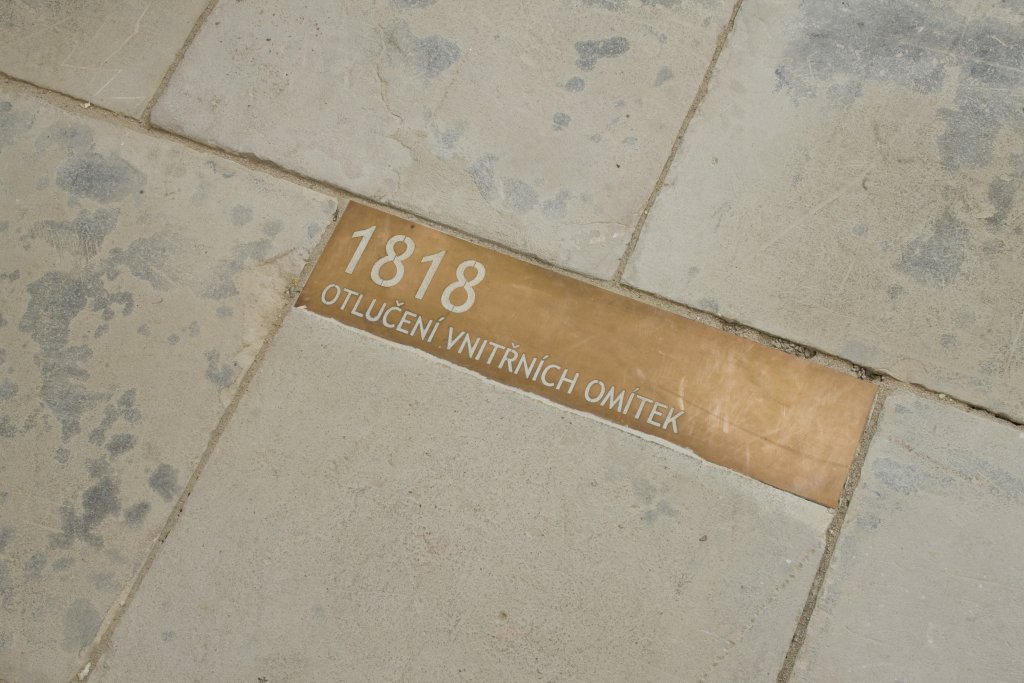 1818
OTLUČENÍ VNITŘNÍCH OMÍTEK